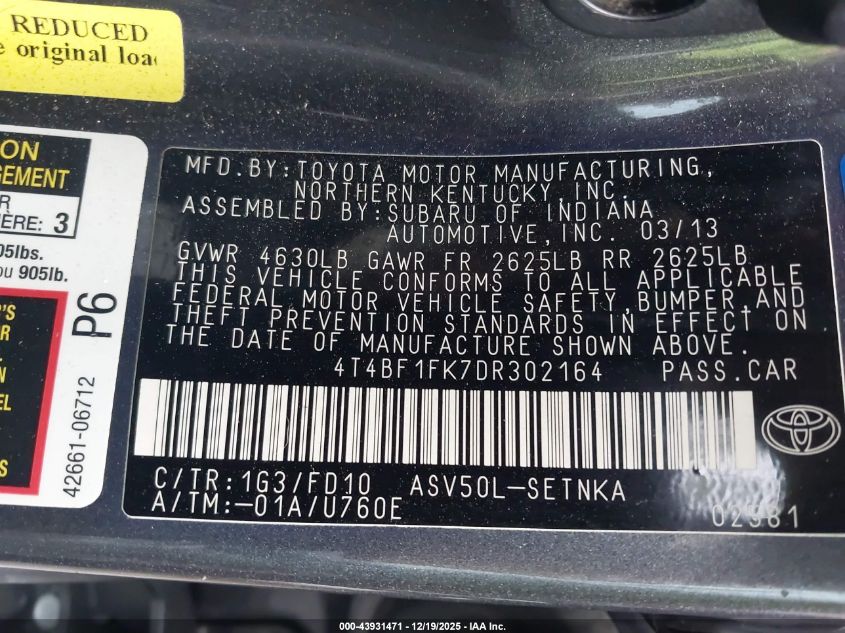 REDUCED
e original loa
ON
GEMENT
R
HERE: 3
05lbs.
ou 905lb.
R'S
OR
N
EL
S
P6
42661-06712
MFD.BY:TOYOTA MOTOR MANUFACTURING,
NORTHERN KENTUCKY,INC.
ASSEMBLED BY:SUBARU OF INDIANA
AUTOMOTIVE,INC. 03/13
GVWR 4630LB GAWR FR 2625LB RR 2625LB
THIS VEHICLE CONFORMS TO ALL APPLICABLE
FEDERAL MOTOR VEHICLE SAFETY,BUMPER,AND
THEFT PREVENTION STANDARDS IN EFFECT ON
THE DATE OF MANUFACTURE SHOWN ABOVE.
4T4BF1FK7DR302164 PASS.CAR
C/TR:1G3/FD10 ASV50L-SETNKA
A/TM:-01A/U760E
000-43931471 - 12/19/2025 - IAA Inc.